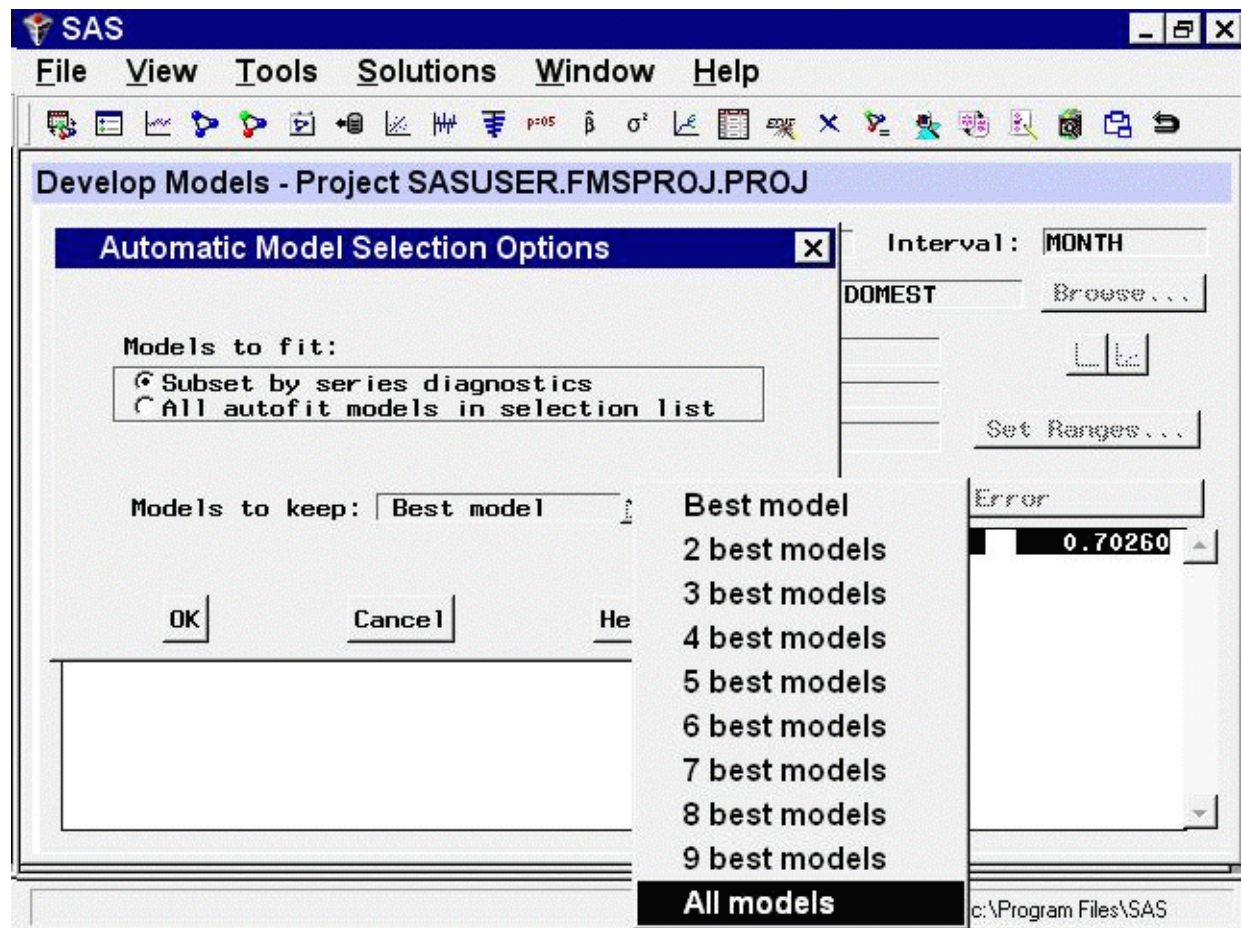 SAS
File View Tools Solutions Window Help
p=05 β̂ σ²
Develop Models - Project SASUSER.FMSPROJ.PROJ
Automatic Model Selection Options
Interval: MONTH
DOMEST Browse...
Models to fit:
Subset by series diagnostics
All autofit models in selection list
Set Ranges...
Models to keep: Best model
Error
0.70260
Best model
2 best models
3 best models
4 best models
5 best models
6 best models
7 best models
8 best models
9 best models
All models
OK Cancel He
c:\Program Files\SAS